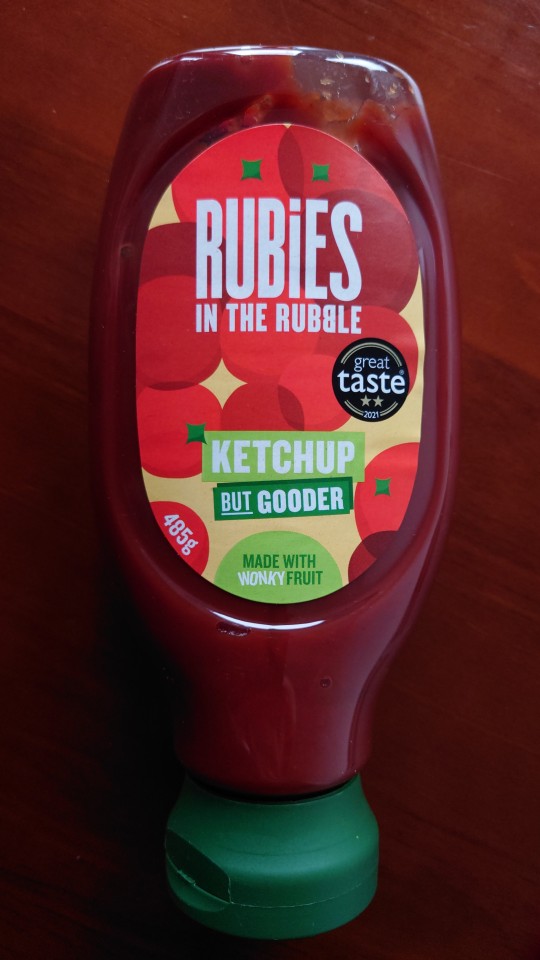 RUBiES
IN THE RUBBLE
great
taste
2021
KETCHUP
BUT GOODER
485g
MADE WITH
WONKY FRUIT